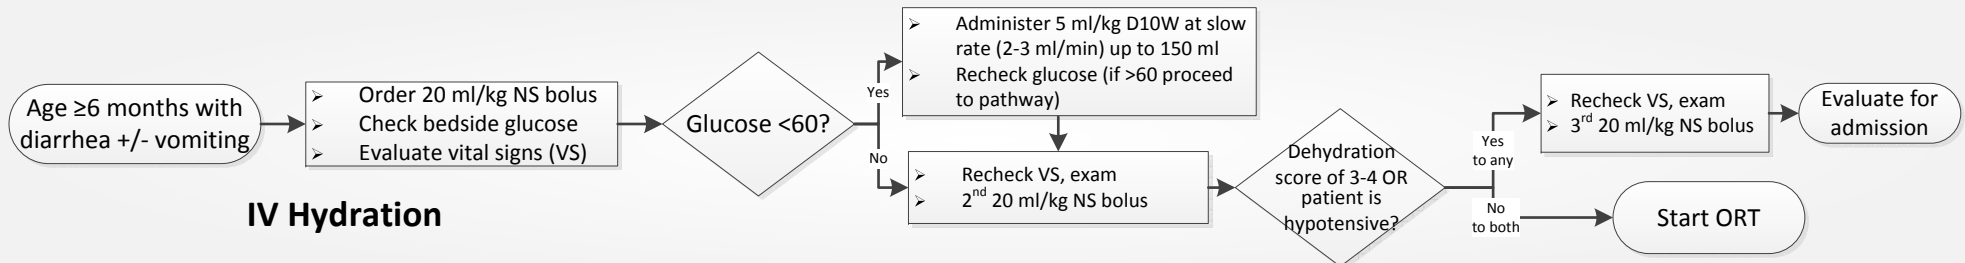 Age ≥6 months with
diarrhea +/- vomiting
➢ Order 20 ml/kg NS bolus
➢ Check bedside glucose
➢ Evaluate vital signs (VS)
Glucose <60?
Yes
No
➢ Administer 5 ml/kg D10W at slow
rate (2-3 ml/min) up to 150 ml
➢ Recheck glucose (if >60 proceed
to pathway)
➢ Recheck VS, exam
➢ 2nd 20 ml/kg NS bolus
Dehydration
score of 3-4 OR
patient is
hypotensive?
Yes
to any
No
to both
➢ Recheck VS, exam
➢ 3rd 20 ml/kg NS bolus
Evaluate for
admission
Start ORT
IV Hydration